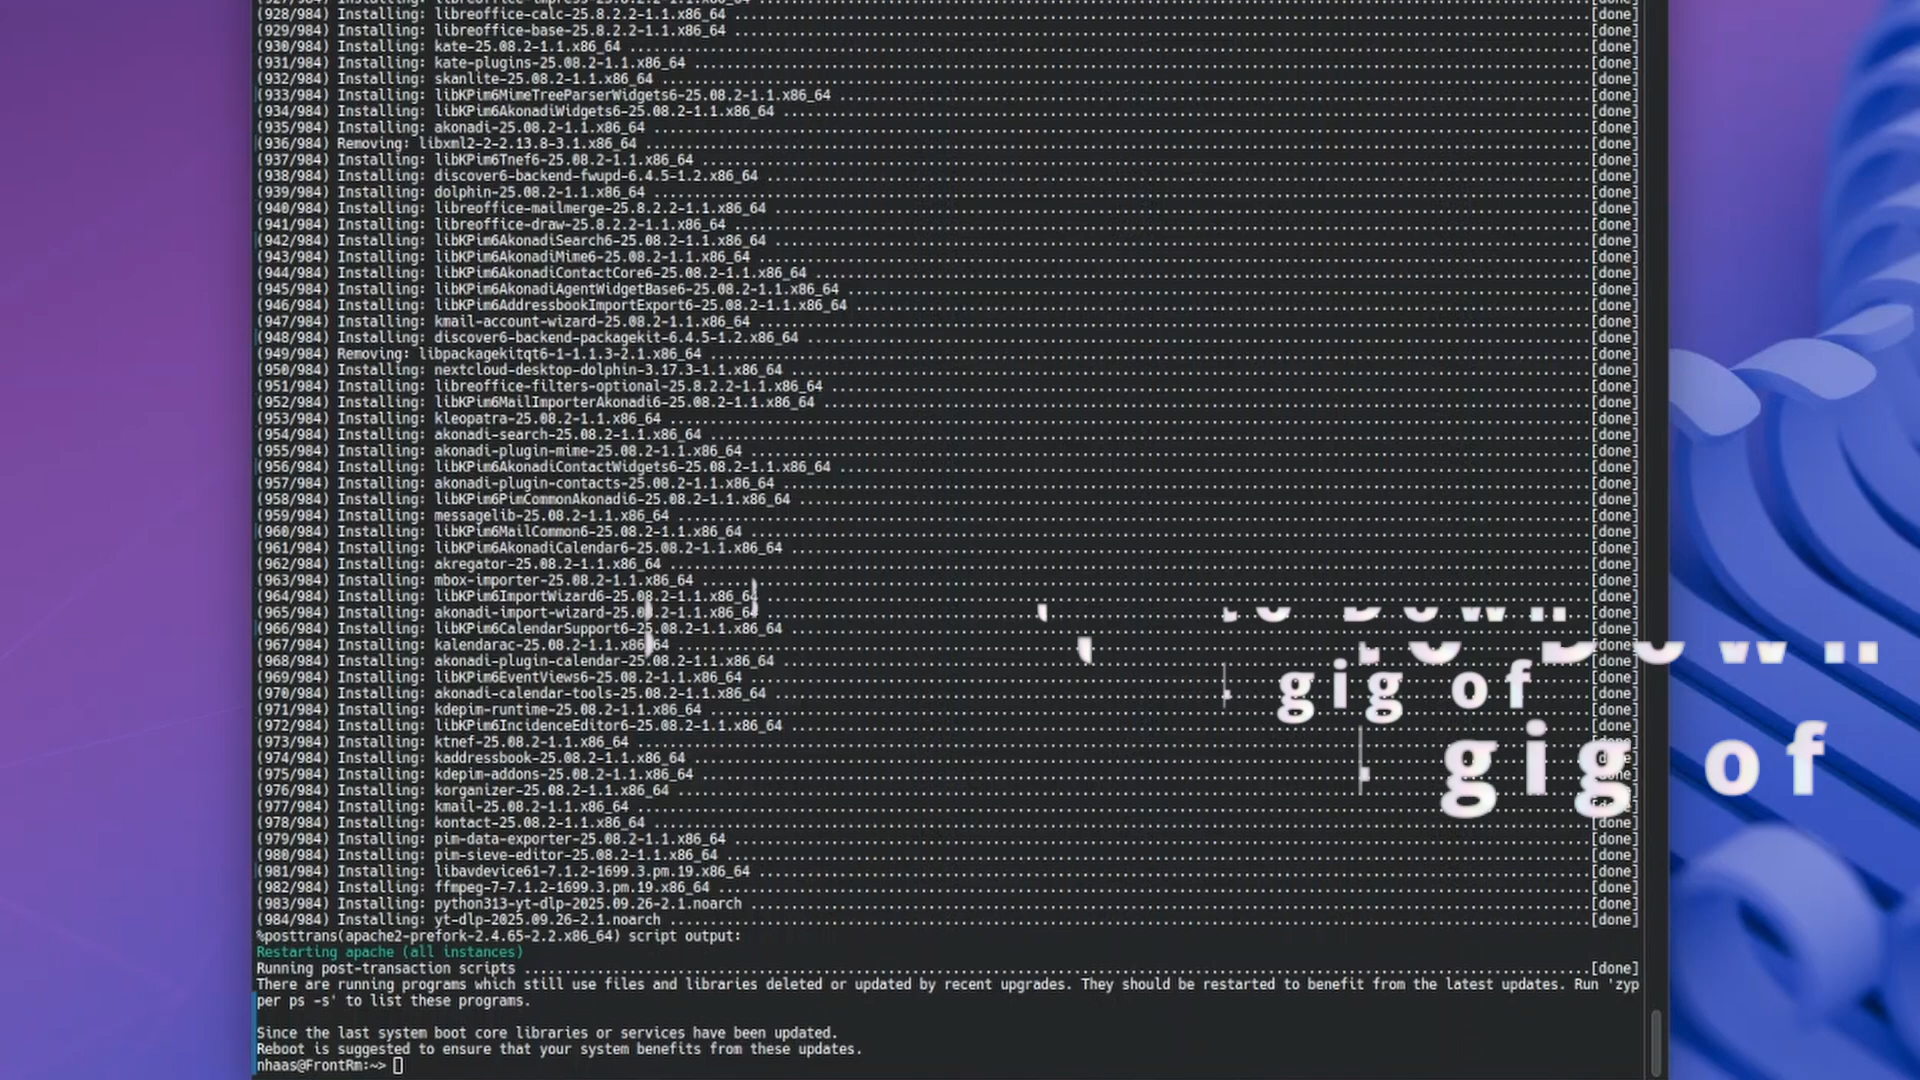 (928/984) Installing: libreoffice-calc-25.8.2.2-1.1.x86_64 [done]
(929/984) Installing: libreoffice-base-25.8.2.2-1.1.x86_64 [done]
(930/984) Installing: kate-25.08.2-1.1.x86_64 [done]
(931/984) Installing: kate-plugins-25.08.2-1.1.x86_64 [done]
(932/984) Installing: skanlite-25.08.2-1.1.x86_64 [done]
(933/984) Installing: libKPim6MimeTreeParserWidgets6-25.08.2-1.1.x86_64 [done]
(934/984) Installing: libKPim6AkonadiWidgets6-25.08.2-1.1.x86_64 [done]
(935/984) Installing: akonadi-25.08.2-1.1.x86_64 [done]
(936/984) Removing: libxml2-2-2.13.8-3.1.x86_64 [done]
(937/984) Installing: libKPim6Tnef6-25.08.2-1.1.x86_64 [done]
(938/984) Installing: discover6-backend-fwupd-6.4.5-1.2.x86_64 [done]
(939/984) Installing: dolphin-25.08.2-1.1.x86_64 [done]
(940/984) Installing: libreoffice-mailmerge-25.8.2.2-1.1.x86_64 [done]
(941/984) Installing: libreoffice-draw-25.8.2.2-1.1.x86_64 [done]
(942/984) Installing: libKPim6AkonadiSearch6-25.08.2-1.1.x86_64 [done]
(943/984) Installing: libKPim6AkonadiMime6-25.08.2-1.1.x86_64 [done]
(944/984) Installing: libKPim6AkonadiContactCore6-25.08.2-1.1.x86_64 [done]
(945/984) Installing: libKPim6AkonadiAgentWidgetBase6-25.08.2-1.1.x86_64 [done]
(946/984) Installing: libKPim6AddressbookImportExport6-25.08.2-1.1.x86_64 [done]
(947/984) Installing: kmail-account-wizard-25.08.2-1.1.x86_64 [done]
(948/984) Installing: discover6-backend-packagekit-6.4.5-1.2.x86_64 [done]
(949/984) Removing: libpackagekitqt6-1-1.1.3-2.1.x86_64 [done]
(950/984) Installing: nextcloud-desktop-dolphin-3.17.3-1.1.x86_64 [done]
(951/984) Installing: libreoffice-filters-optional-25.8.2.2-1.1.x86_64 [done]
(952/984) Installing: libKPim6MailImporterAkonadi6-25.08.2-1.1.x86_64 [done]
(953/984) Installing: kleopatra-25.08.2-1.1.x86_64 [done]
(954/984) Installing: akonadi-search-25.08.2-1.1.x86_64 [done]
(955/984) Installing: akonadi-plugin-mime-25.08.2-1.1.x86_64 [done]
(956/984) Installing: libKPim6AkonadiContactWidgets6-25.08.2-1.1.x86_64 [done]
(957/984) Installing: akonadi-plugin-contacts-25.08.2-1.1.x86_64 [done]
(958/984) Installing: libKPim6PimCommonAkonadi6-25.08.2-1.1.x86_64 [done]
(959/984) Installing: messagelib-25.08.2-1.1.x86_64 [done]
(960/984) Installing: libKPim6MailCommon6-25.08.2-1.1.x86_64 [done]
(961/984) Installing: libKPim6AkonadiCalendar6-25.08.2-1.1.x86_64 [done]
(962/984) Installing: akregator-25.08.2-1.1.x86_64 [done]
(963/984) Installing: mbox-importer-25.08.2-1.1.x86_64 [done]
(964/984) Installing: libKPim6ImportWizard6-25.08.2-1.1.x86_64 [done]
(965/984) Installing: akonadi-import-wizard-25.08.2-1.1.x86_64 [done]
(966/984) Installing: libKPim6CalendarSupport6-25.08.2-1.1.x86_64 [done]
(967/984) Installing: kalendarac-25.08.2-1.1.x86_64 [done]
(968/984) Installing: akonadi-plugin-calendar-25.08.2-1.1.x86_64 [done]
(969/984) Installing: libKPim6EventViews6-25.08.2-1.1.x86_64 [done]
(970/984) Installing: akonadi-calendar-tools-25.08.2-1.1.x86_64 [done]
(971/984) Installing: kdepim-runtime-25.08.2-1.1.x86_64 [done]
(972/984) Installing: libKPim6IncidenceEditor6-25.08.2-1.1.x86_64 [done]
(973/984) Installing: ktnef-25.08.2-1.1.x86_64 [done]
(974/984) Installing: kaddressbook-25.08.2-1.1.x86_64
(975/984) Installing: kdepim-addons-25.08.2-1.1.x86_64
(976/984) Installing: korganizer-25.08.2-1.1.x86_64
(977/984) Installing: kmail-25.08.2-1.1.x86_64
(978/984) Installing: kontact-25.08.2-1.1.x86_64 [done]
(979/984) Installing: pim-data-exporter-25.08.2-1.1.x86_64 [done]
(980/984) Installing: pim-sieve-editor-25.08.2-1.1.x86_64 [done]
(981/984) Installing: libavdevice61-7.1.2-1699.3.pm.19.x86_64 [done]
(982/984) Installing: ffmpeg-7-7.1.2-1699.3.pm.19.x86_64 [done]
(983/984) Installing: python313-yt-dlp-2025.09.26-2.1.noarch [done]
(984/984) Installing: yt-dlp-2025.09.26-2.1.noarch [done]
%posttrans(apache2-prefork-2.4.65-2.2.x86_64) script output:
Restarting apache (all instances)
Running post-transaction scripts [done]
There are running programs which still use files and libraries deleted or updated by recent upgrades. They should be restarted to benefit from the latest updates. Run 'zyp
per ps -s' to list these programs.
Since the last system boot core libraries or services have been updated.
Reboot is suggested to ensure that your system benefits from these updates.
nhaas@FrontRm:~>
gig of
gig of